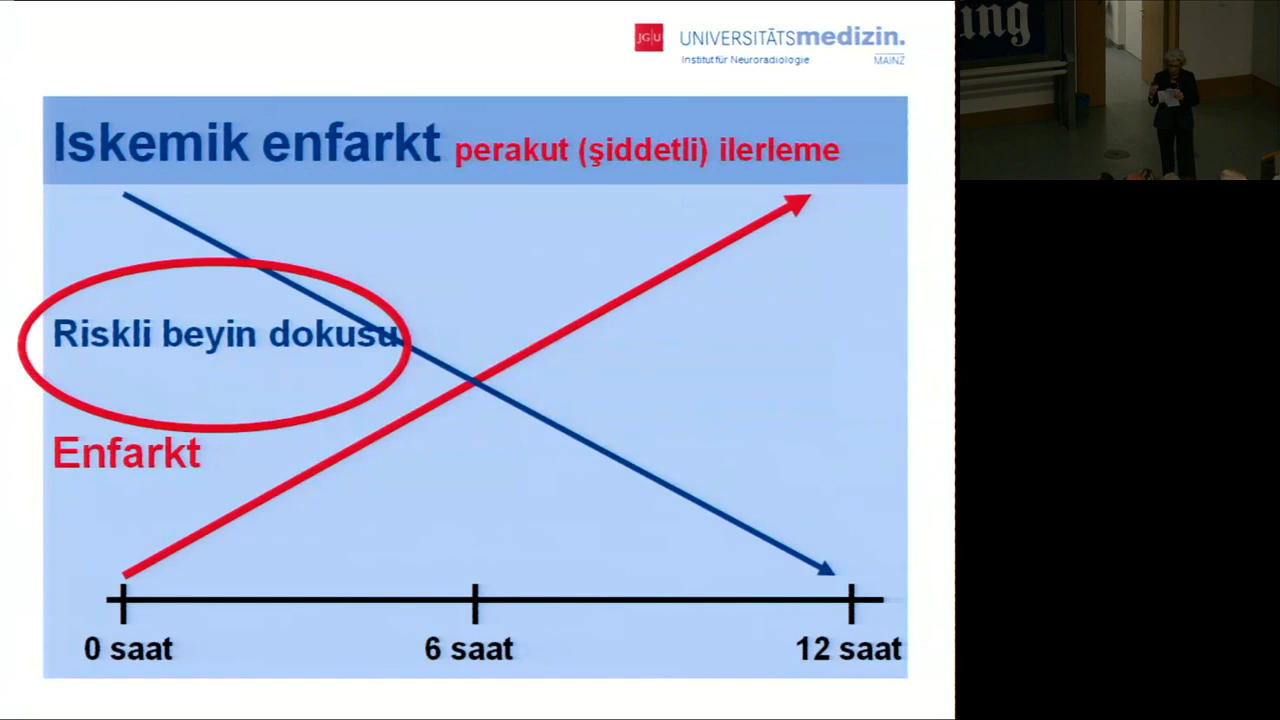 JG|U UNIVERSITÄTSmedizin.
Institut für Neuroradiologie MAINZ
Iskemik enfarkt perakut (şiddetli) ilerleme
Riskli beyin dokusu
Enfarkt
0 saat 6 saat 12 saat